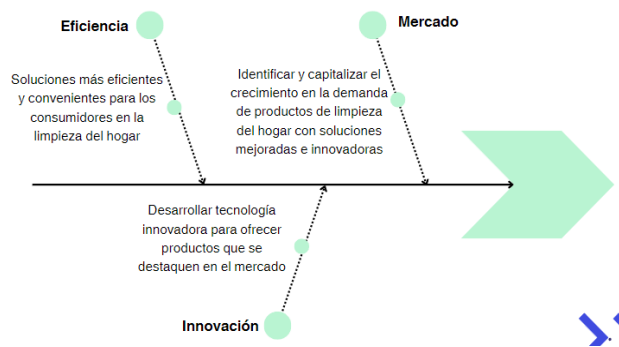 Eficiencia
Soluciones más eficientes
y convenientes para los
consumidores en la
limpieza del hogar
Mercado
Identificar y capitalizar el
crecimiento en la demanda
de productos de limpieza
del hogar con soluciones
mejoradas e innovadoras
Desarrollar tecnología
innovadora para ofrecer
productos que se
destaquen en el mercado
Innovación